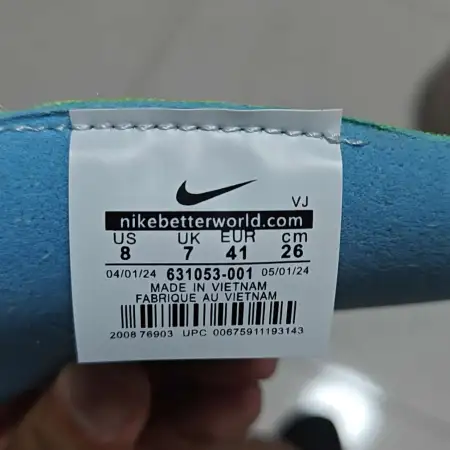 VJ
nikebetterworld.com
US UK EUR cm
8 7 41 26
04/01/24 631053-001 05/01/24
MADE IN VIETNAM
FABRIQUE AU VIETNAM
2008 76903 UPC 00675911193143